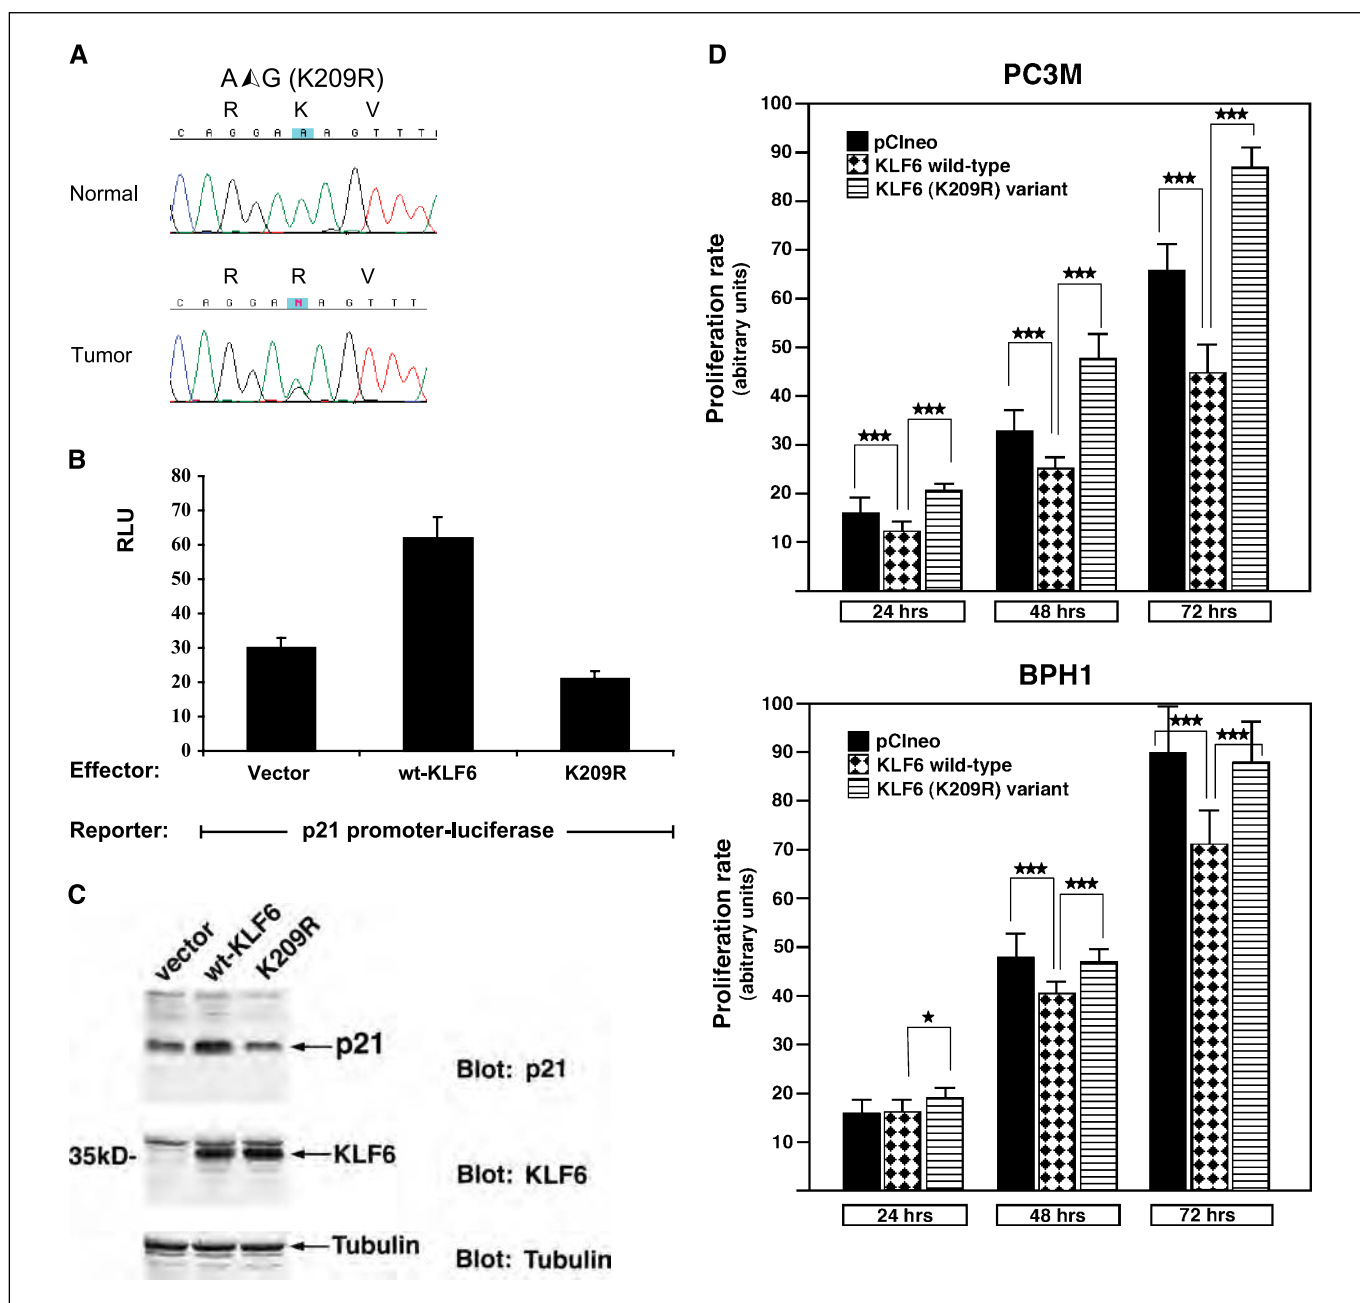 A
A G (K209R)
R K V
C A G G A A A G T T T
Normal
R R V
C A G G A N A G T T T
Tumor
B
80
70
60
50
40
30
20
10
0
RLU
Effector: Vector wt-KLF6 K209R
Reporter: p21 promoter-luciferase
C
vector wt-KLF6 K209R
p21
Blot: p21
35kD-
KLF6
Blot: KLF6
Tubulin
Blot: Tubulin
D
PC3M
100
90
80
70
60
50
40
30
20
10
Proliferation rate
(abitrary units)
pCIneo
KLF6 wild-type
KLF6 (K209R) variant
★★★ ★★★
★★★ ★★★
★★★ ★★★
24 hrs 48 hrs 72 hrs
BPH1
100
90
80
70
60
50
40
30
20
10
Proliferation rate
(abitrary units)
pCIneo
KLF6 wild-type
KLF6 (K209R) variant
★
★★★ ★★★
★★★ ★★★
24 hrs 48 hrs 72 hrs